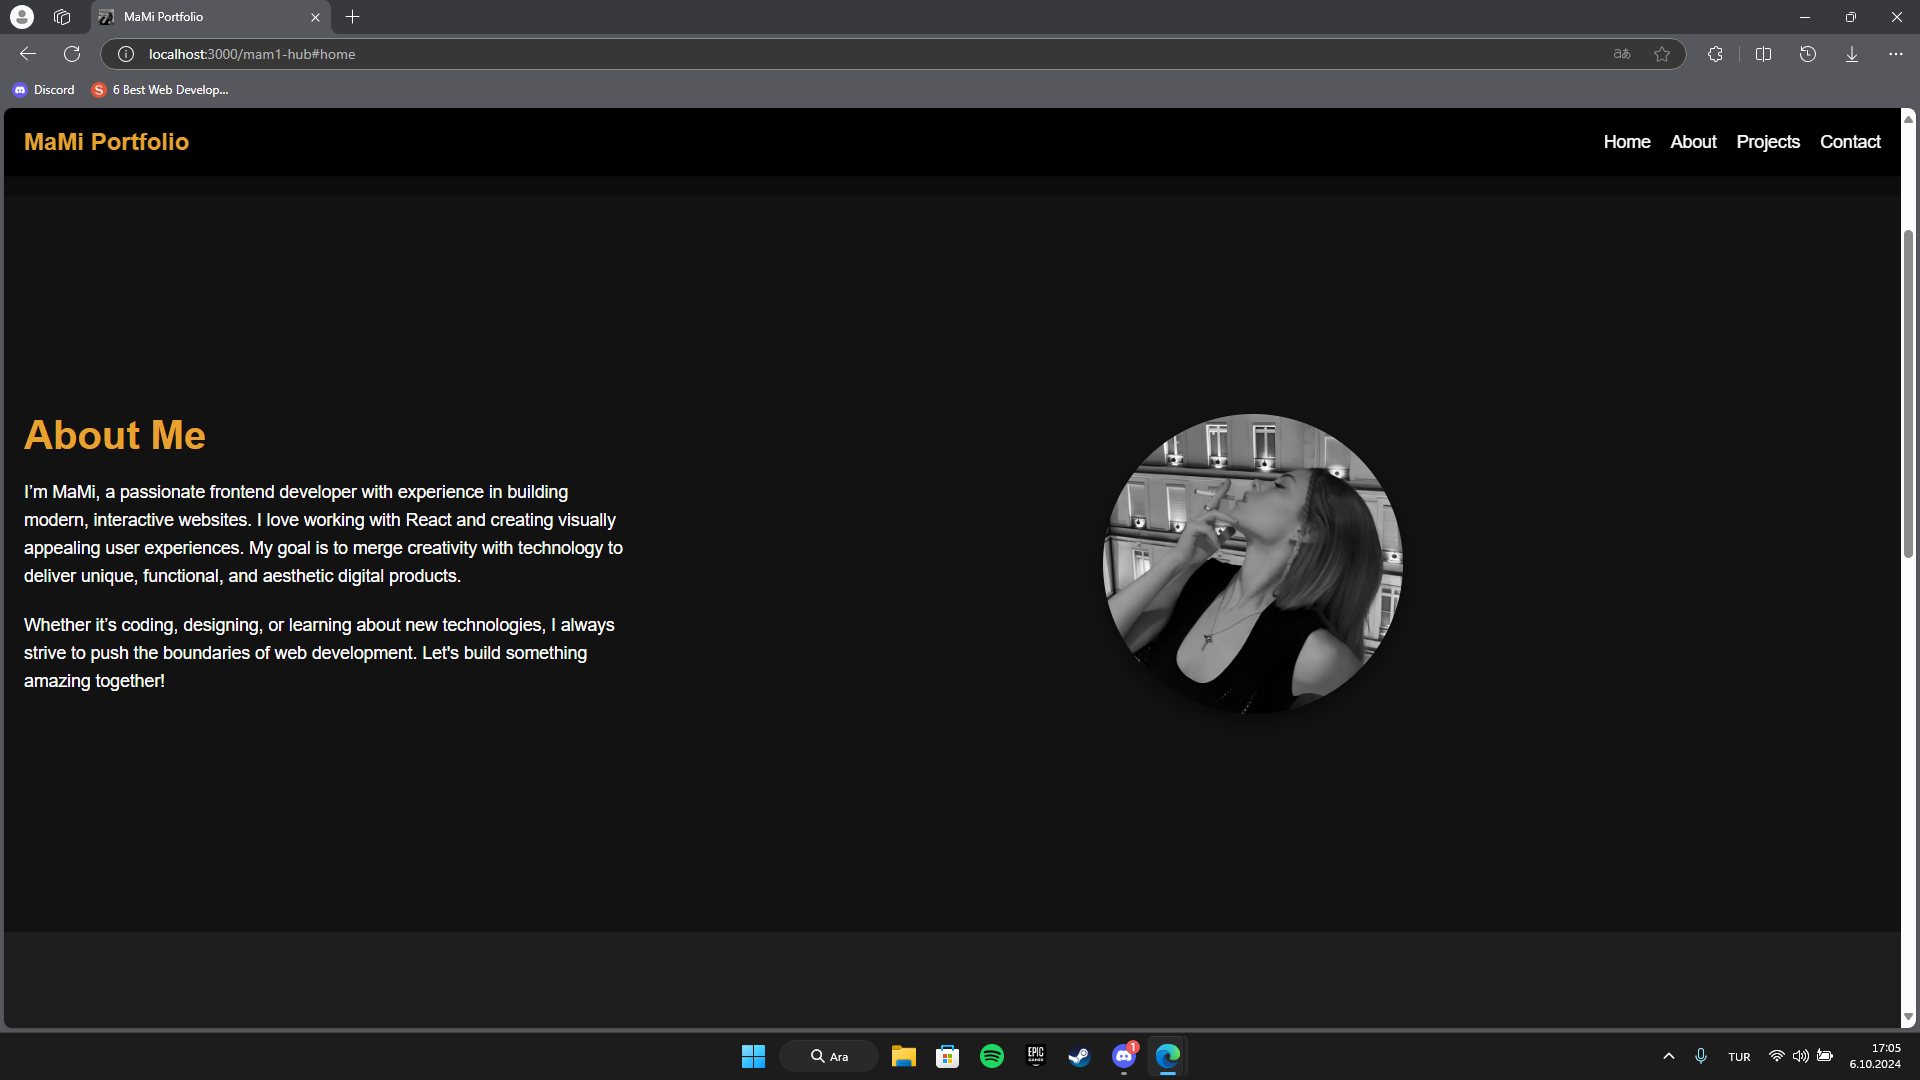 MaMi Portfolio
localhost:3000/mam1-hub#home
Discord
6 Best Web Develop...
MaMi Portfolio
Home About Projects Contact
About Me
I’m MaMi, a passionate frontend developer with experience in building
modern, interactive websites. I love working with React and creating visually
appealing user experiences. My goal is to merge creativity with technology to
deliver unique, functional, and aesthetic digital products.
Whether it’s coding, designing, or learning about new technologies, I always
strive to push the boundaries of web development. Let's build something
amazing together!
Ara
EPIC
GAMES
1
TUR
17:05
6.10.2024